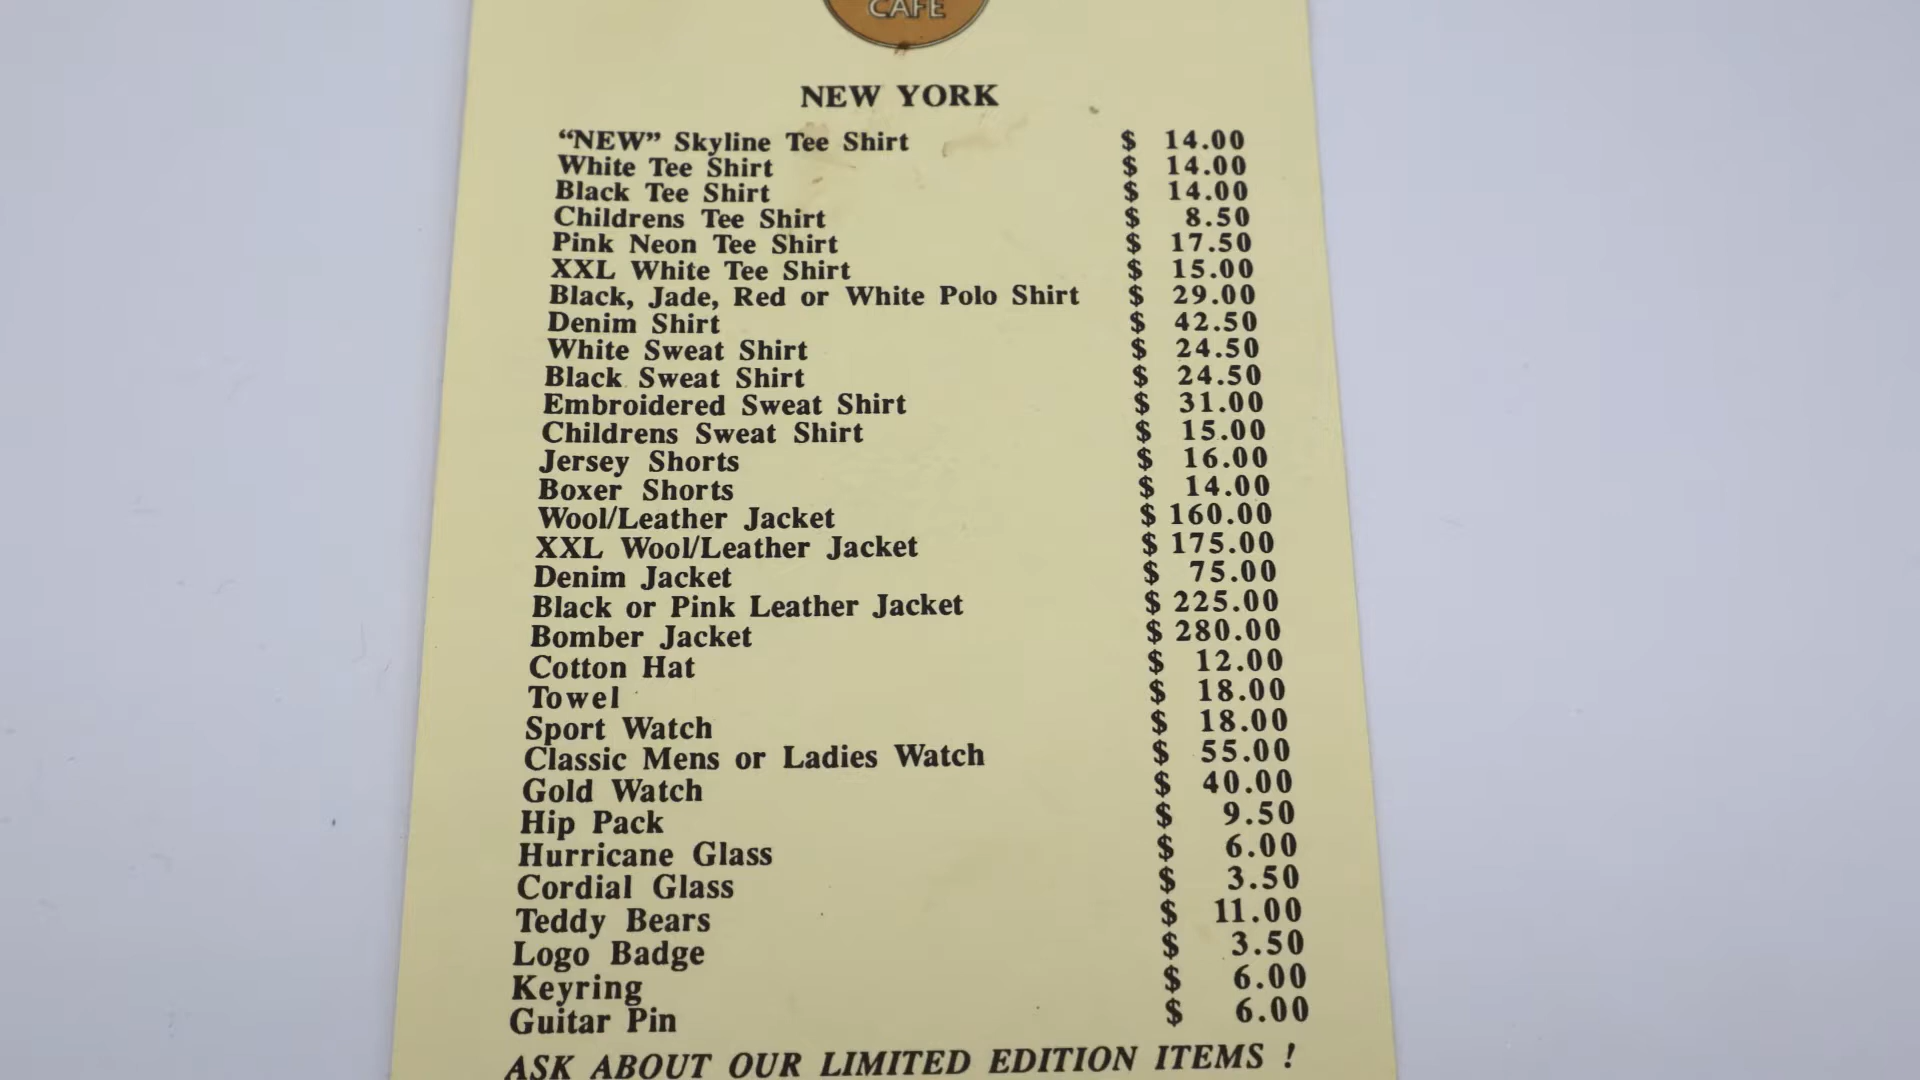 CAFE
NEW YORK
“NEW” Skyline Tee Shirt $ 14.00
White Tee Shirt $ 14.00
Black Tee Shirt $ 14.00
Childrens Tee Shirt $ 8.50
Pink Neon Tee Shirt $ 17.50
XXL White Tee Shirt $ 15.00
Black, Jade, Red or White Polo Shirt $ 29.00
Denim Shirt $ 42.50
White Sweat Shirt $ 24.50
Black Sweat Shirt $ 24.50
Embroidered Sweat Shirt $ 31.00
Childrens Sweat Shirt $ 15.00
Jersey Shorts $ 16.00
Boxer Shorts $ 14.00
Wool/Leather Jacket $ 160.00
XXL Wool/Leather Jacket $ 175.00
Denim Jacket $ 75.00
Black or Pink Leather Jacket $ 225.00
Bomber Jacket $ 280.00
Cotton Hat $ 12.00
Towel $ 18.00
Sport Watch $ 18.00
Classic Mens or Ladies Watch $ 55.00
Gold Watch $ 40.00
Hip Pack $ 9.50
Hurricane Glass $ 6.00
Cordial Glass $ 3.50
Teddy Bears $ 11.00
Logo Badge $ 3.50
Keyring $ 6.00
Guitar Pin $ 6.00
ASK ABOUT OUR LIMITED EDITION ITEMS !